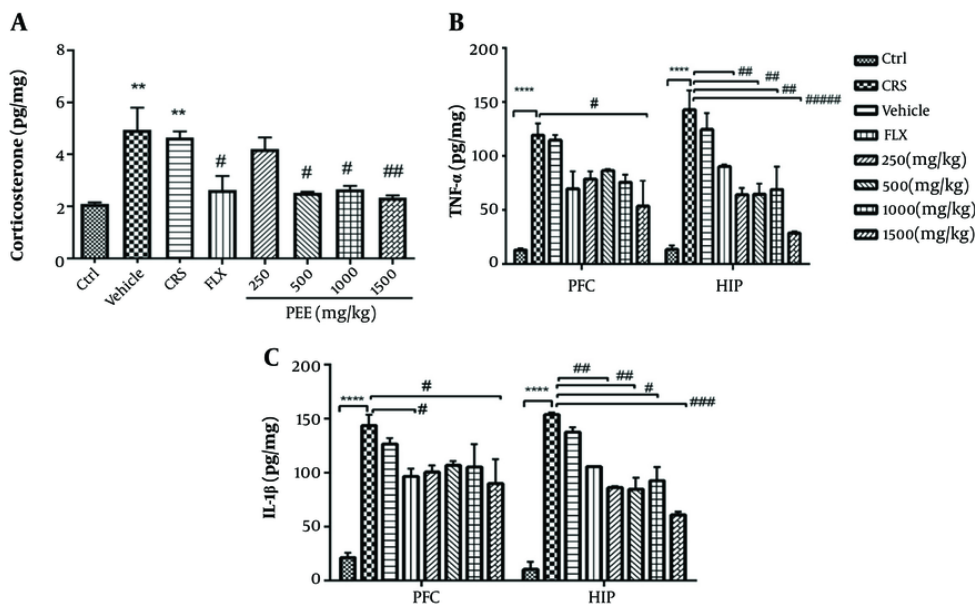 A
Corticosterone (pg/mg)
8
6
4
2
0
**
**
#
#
#
##
Ctrl
Vehicle
CRS
FLX
250
500
1000
1500
PEE (mg/kg)
B
TNF-α (pg/mg)
200
150
100
50
0
****
#
****
##
##
##
#####
PFC
HIP
Ctrl
CRS
Vehicle
FLX
250(mg/kg)
500(mg/kg)
1000(mg/kg)
1500(mg/kg)
C
IL-1β (pg/mg)
200
150
100
50
0
****
#
#
****
##
##
#
###
PFC
HIP